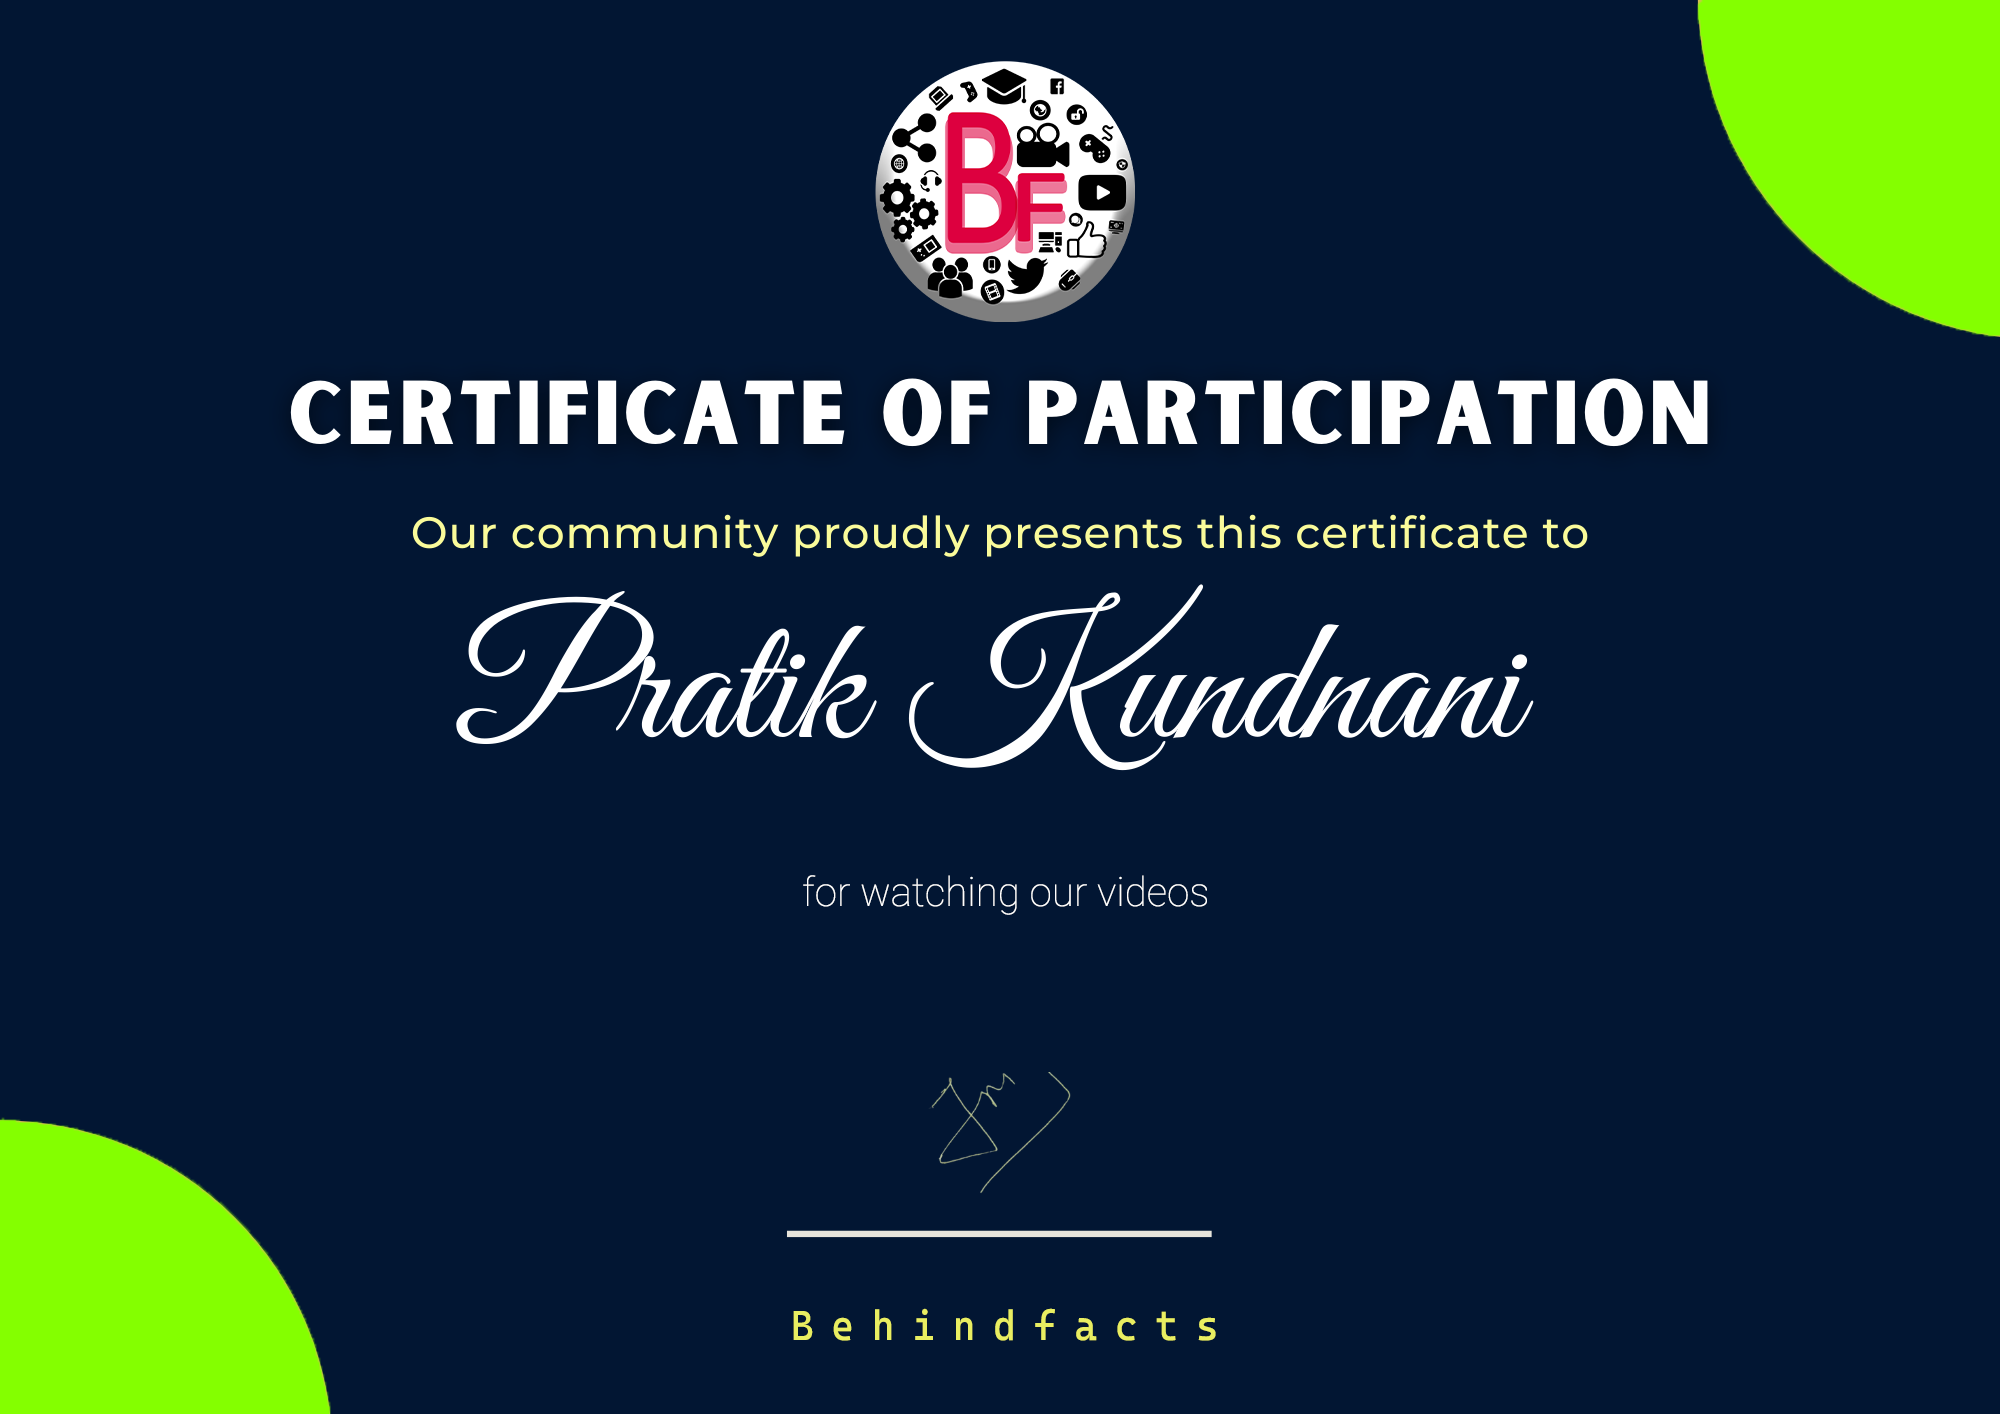 BF
CERTIFICATE OF PARTICIPATION
Our community proudly presents this certificate to
Pratik Kundnani
for watching our videos
Behindfacts